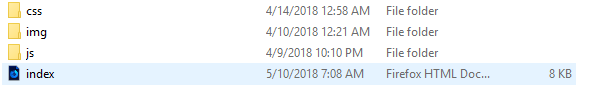 css 4/14/2018 12:58 AM File folder
img 4/10/2018 12:21 AM File folder
js 4/9/2018 10:10 PM File folder
index 5/10/2018 7:08 AM Firefox HTML Doc... 8 KB